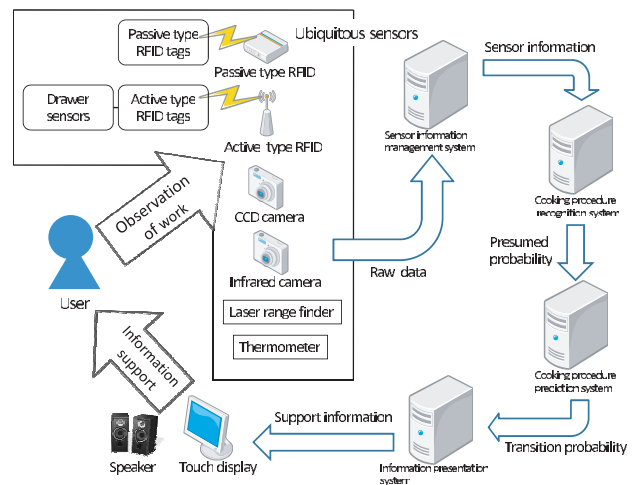 Passive type
RFID tags
Ubiquitous sensors
Passive type RFID
Drawer
sensors
Active type
RFID tags
Active type RFID
CCD camera
Infrared camera
Laser range finder
Thermometer
Observation
of work
User
Information
support
Raw data
Sensor information
management system
Sensor information
Cooking procedure
recognition system
Presumed
probability
Cooking procedure
prediction system
Transition probability
Information presentation
system
Support information
Touch display
Speaker